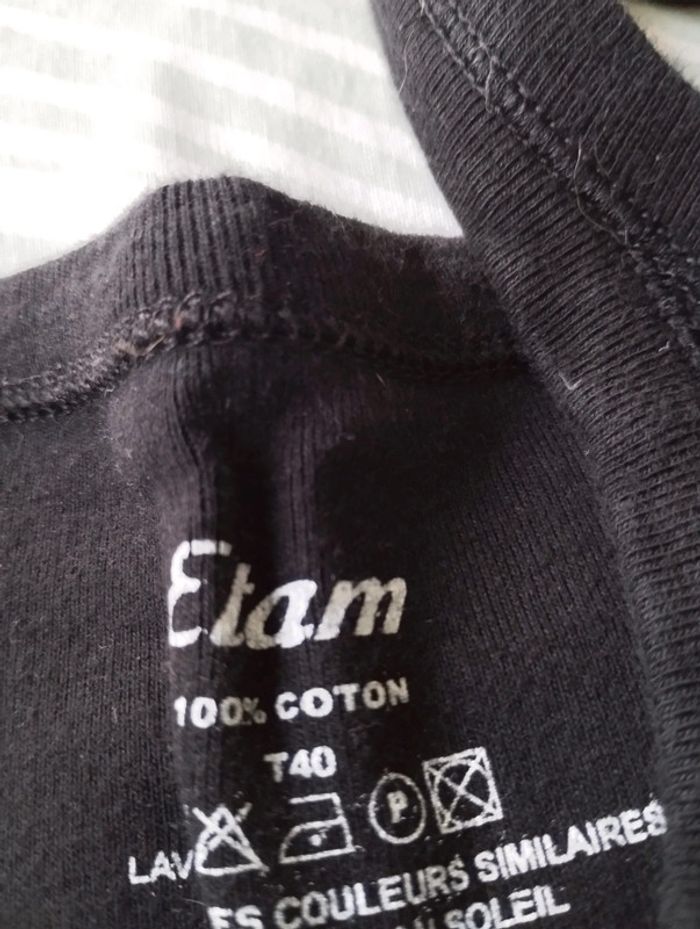 Etam
100% COTON
T40
P
LAV
ES COULEURS SIMILAIRES
SOLEIL